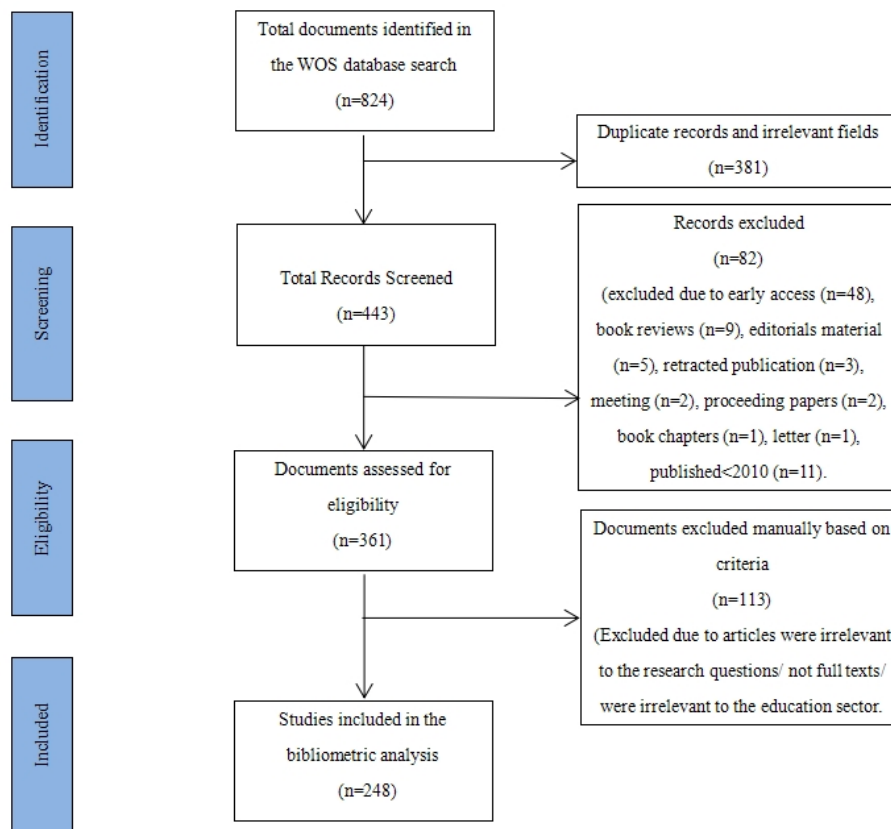 Identification
Total documents identified in
the WOS database search
(n=824)
Duplicate records and irrelevant fields
(n=381)
Screening
Total Records Screened
(n=443)
Records excluded
(n=82)
(excluded due to early access (n=48),
book reviews (n=9), editorials material
(n=5), retracted publication (n=3),
meeting (n=2), proceeding papers (n=2),
book chapters (n=1), letter (n=1),
published<2010 (n=11).
Eligibility
Documents assessed for
eligibility
(n=361)
Documents excluded manually based on
criteria
(n=113)
(Excluded due to articles were irrelevant
to the research questions/ not full texts/
were irrelevant to the education sector.
Included
Studies included in the
bibliometric analysis
(n=248)